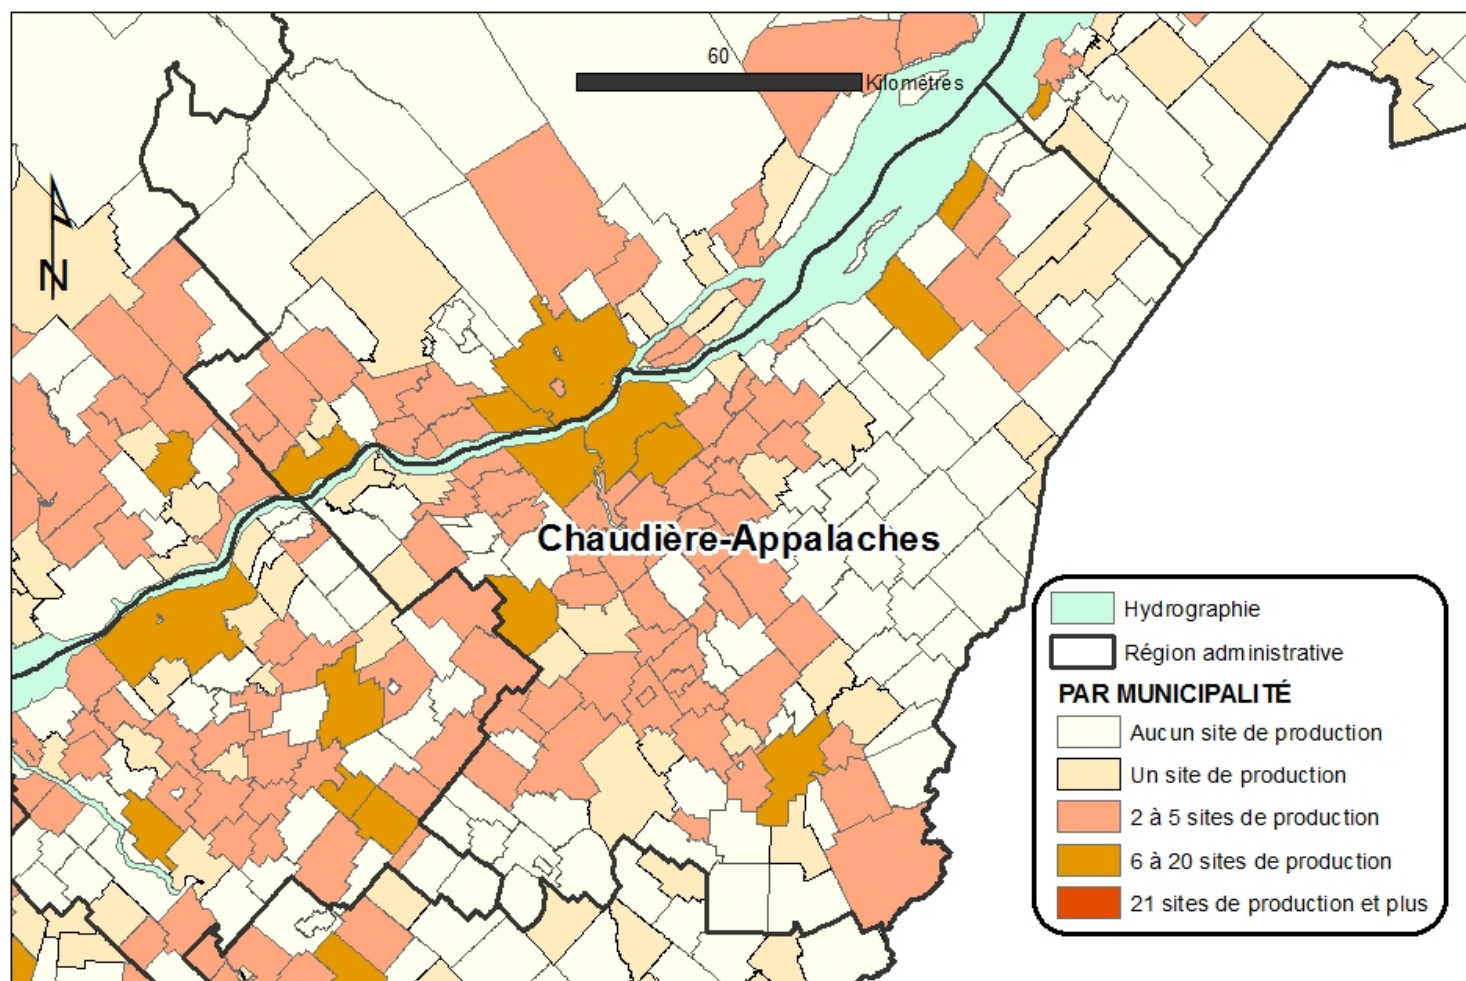 60
Kilomètres
N
Chaudière-Appalaches
Hydrographie
Région administrative
PAR MUNICIPALITÉ
Aucun site de production
Un site de production
2 à 5 sites de production
6 à 20 sites de production
21 sites de production et plus